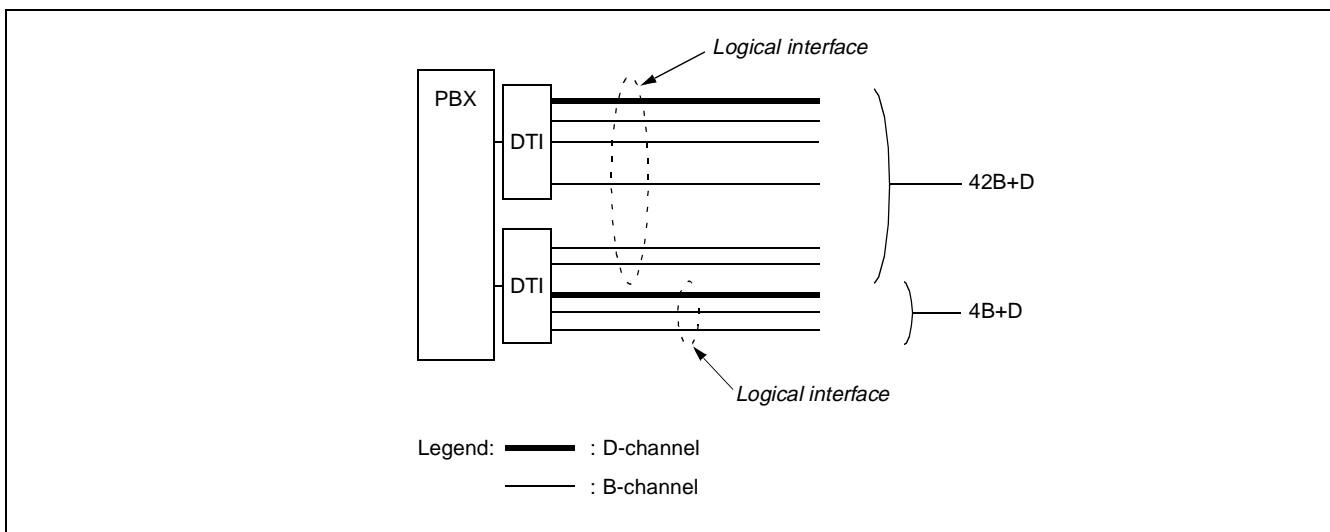 Logical interface
PBX
DTI
42B+D
DTI
4B+D
Logical interface
Legend: : D-channel
: B-channel